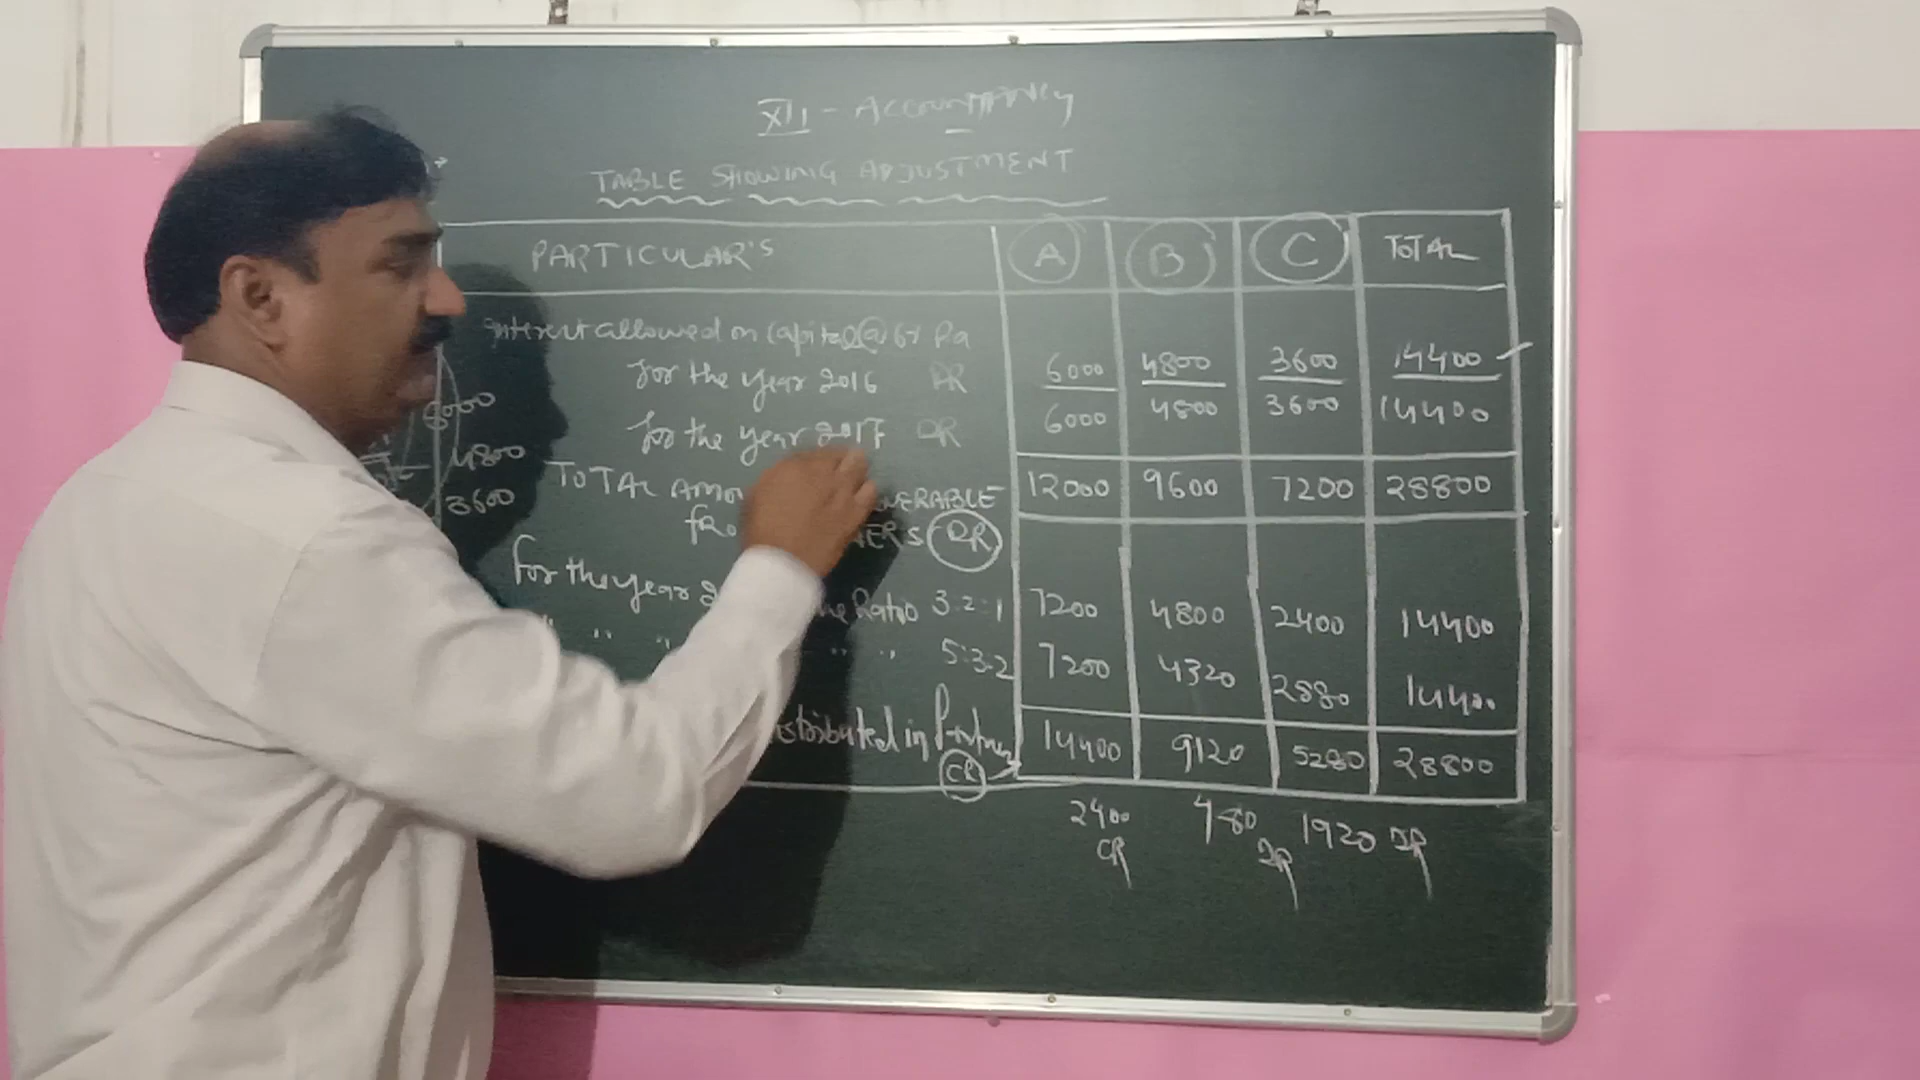 XII - ACCOUNTANCY
TABLE SHOWING ADJUSTMENT
PARTICULAR'S A B C TOTAL
Interest allowed on Capital @ 6% Pa
for the year 2016 DR 6000 4800 3600 14400
for the year 2017 DR 6000 4800 3600 14400
TOTAL 12000 9600 7200 28800
DR
for the year Ratio 3:2:1 7200 4800 2400 14400
" " " " " 5:3:2 7200 4320 2880 14400
distributed in 14400 9120 5280 28800
CR
2400 CR 480 DR 1920 DR
6000
4800
3600